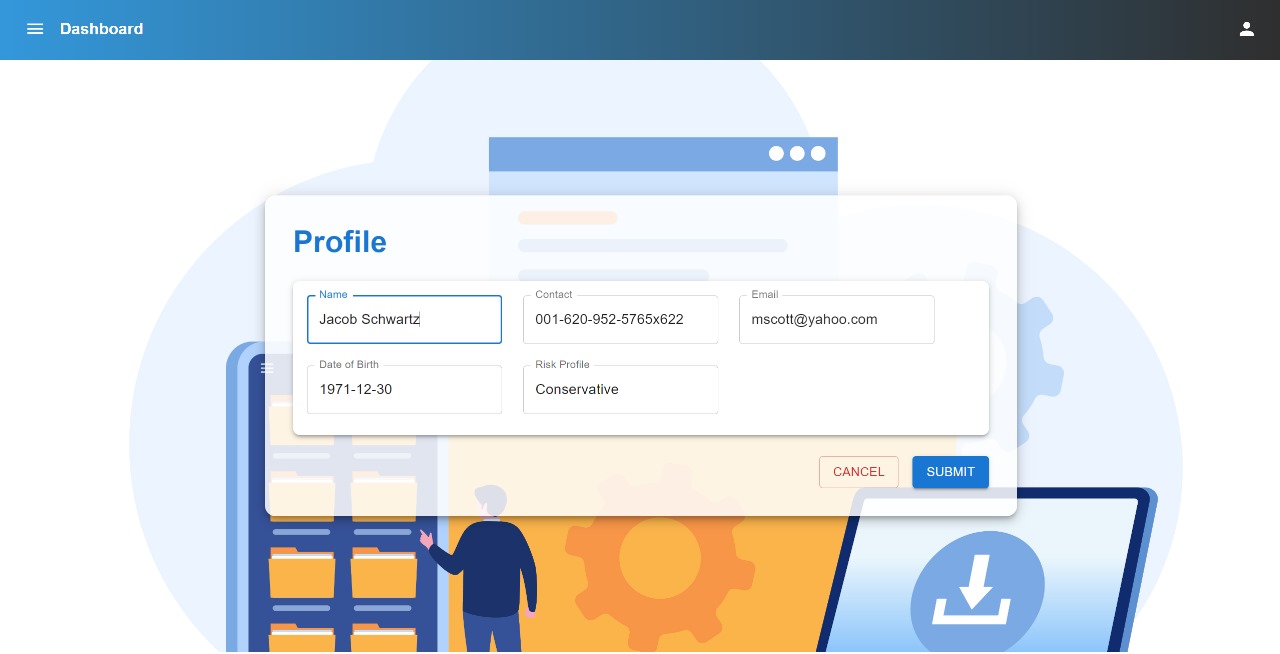 Dashboard
Profile
Name
Contact
Email
Jacob Schwartz
001-620-952-5765x622
mscott@yahoo.com
Date of Birth
Risk Profile
1971-12-30
Conservative
CANCEL
SUBMIT